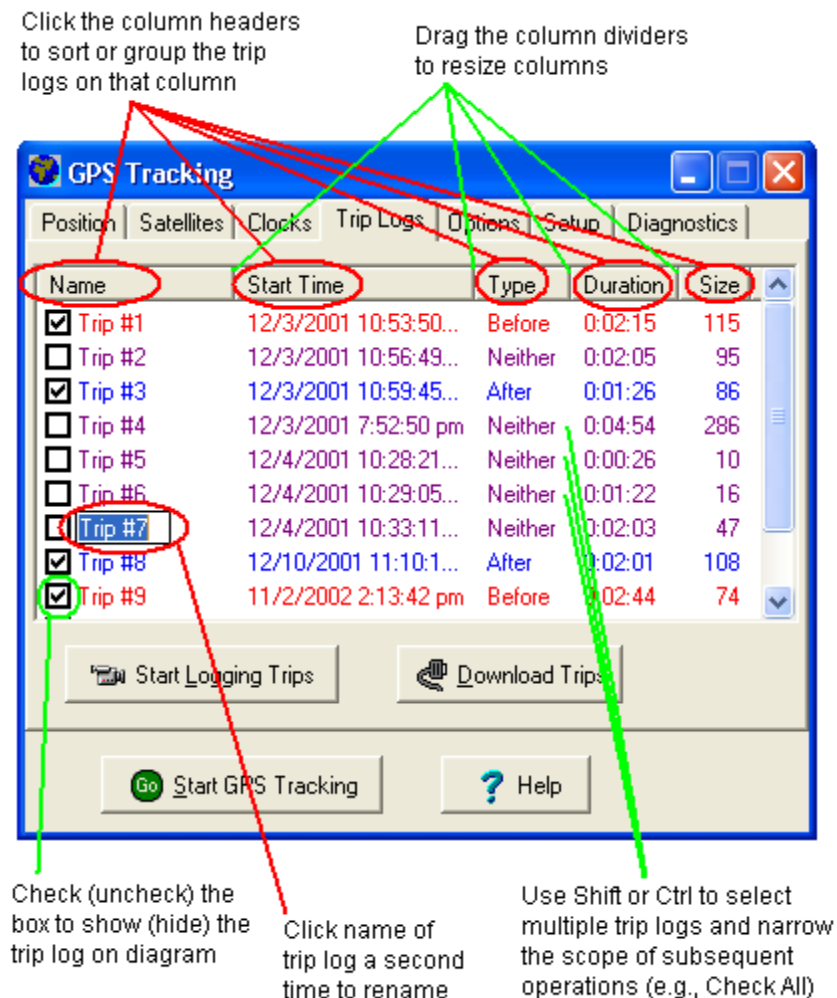 Click the column headers
to sort or group the trip
logs on that column
Drag the column dividers
to resize columns
GPS Tracking
Position Satellites Clocks Trip Logs Options Setup Diagnostics
Name Start Time Type Duration Size
Trip #1 12/3/2001 10:53:50... Before 0:02:15 115
Trip #2 12/3/2001 10:56:49... Neither 0:02:05 95
Trip #3 12/3/2001 10:59:45... After 0:01:26 86
Trip #4 12/3/2001 7:52:50 pm Neither 0:04:54 286
Trip #5 12/4/2001 10:28:21... Neither 0:00:26 10
Trip #6 12/4/2001 10:29:05... Neither 0:01:22 16
Trip #7 12/4/2001 10:33:11... Neither 0:02:03 47
Trip #8 12/10/2001 11:10:1... After 0:02:01 108
Trip #9 11/2/2002 2:13:42 pm Before 0:02:44 74
Start Logging Trips Download Trips
Go Start GPS Tracking ? Help
Check (uncheck) the
box to show (hide) the
trip log on diagram
Click name of
trip log a second
time to rename
Use Shift or Ctrl to select
multiple trip logs and narrow
the scope of subsequent
operations (e.g., Check All)